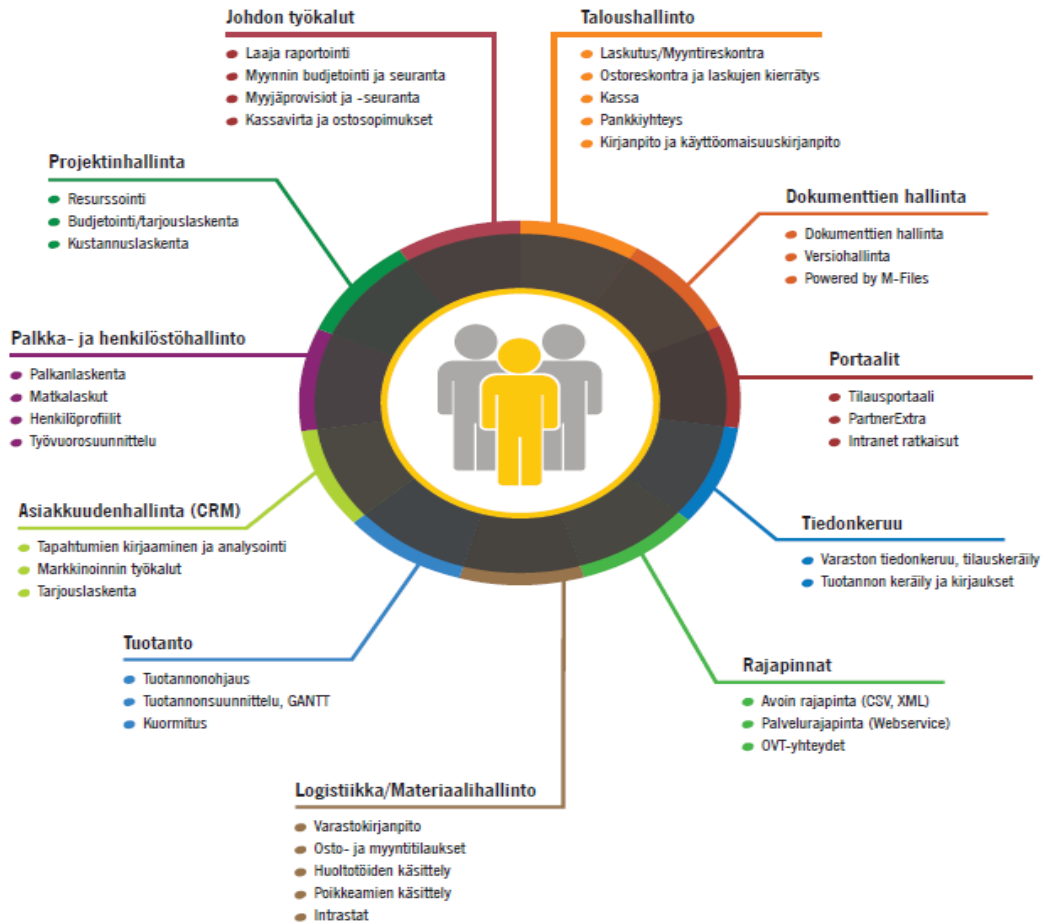 Johdon työkalut
Laaja raportointi
Myynnin budjetointi ja seuranta
Myyjäprovisiot ja -seuranta
Kassavirta ja ostosopimukset
Taloushallinto
Laskutus/Myyntireskontra
Ostoreskontra ja laskujen kierrätys
Kassa
Pankkiyhteys
Kirjanpito ja käyttöomaisuuskirjanpito
Projektinhallinta
Resurssointi
Budjetointi/tarjouslaskenta
Kustannuslaskenta
Dokumenttien hallinta
Dokumenttien hallinta
Versiohallinta
Powered by M-Files
Palkka- ja henkilöstöhallinto
Palkanlaskenta
Matkalaskut
Henkilöprofiilit
Työvuorosuunnittelu
Portaalit
Tilausportaali
PartnerExtra
Intranet ratkaisut
Asiakkuudenhallinta (CRM)
Tapahtumien kirjaaminen ja analysointi
Markkinoinnin työkalut
Tarjouslaskenta
Tiedonkeruu
Varaston tiedonkeruu, tilauskeräily
Tuotannon keräily ja kirjaukset
Tuotanto
Tuotannonohjaus
Tuotannonsuunnittelu, GANTT
Kuormitus
Rajapinnat
Avoin rajapinta (CSV, XML)
Palvelurajapinta (Webservice)
OVT-yhteydet
Logistiikka/Materiaalihallinto
Varastokirjanpito
Osto- ja myyntitilaukset
Huoltotöiden käsittely
Poikkeamien käsittely
Intrastat